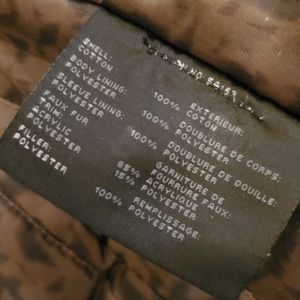 SHELL:
COTTON
BODY LINING:
POLYESTER
SLEEVE LINING:
POLYESTER
FAUX FUR
RIM:
ACRYLIC
POLYESTER
FILLER:
POLYESTER
100%
100%
100%
85%
15%
100%
EXTERIEUR:
COTON
DOUBLURE DE CORPS:
POLYESTER
DOUBLURE DE DOUILLE:
POLYESTER
GARNITURE DE
FOURRURE FAUX:
ACRYLIQUE
POLYESTER
REMPLISSAGE:
POLYESTER